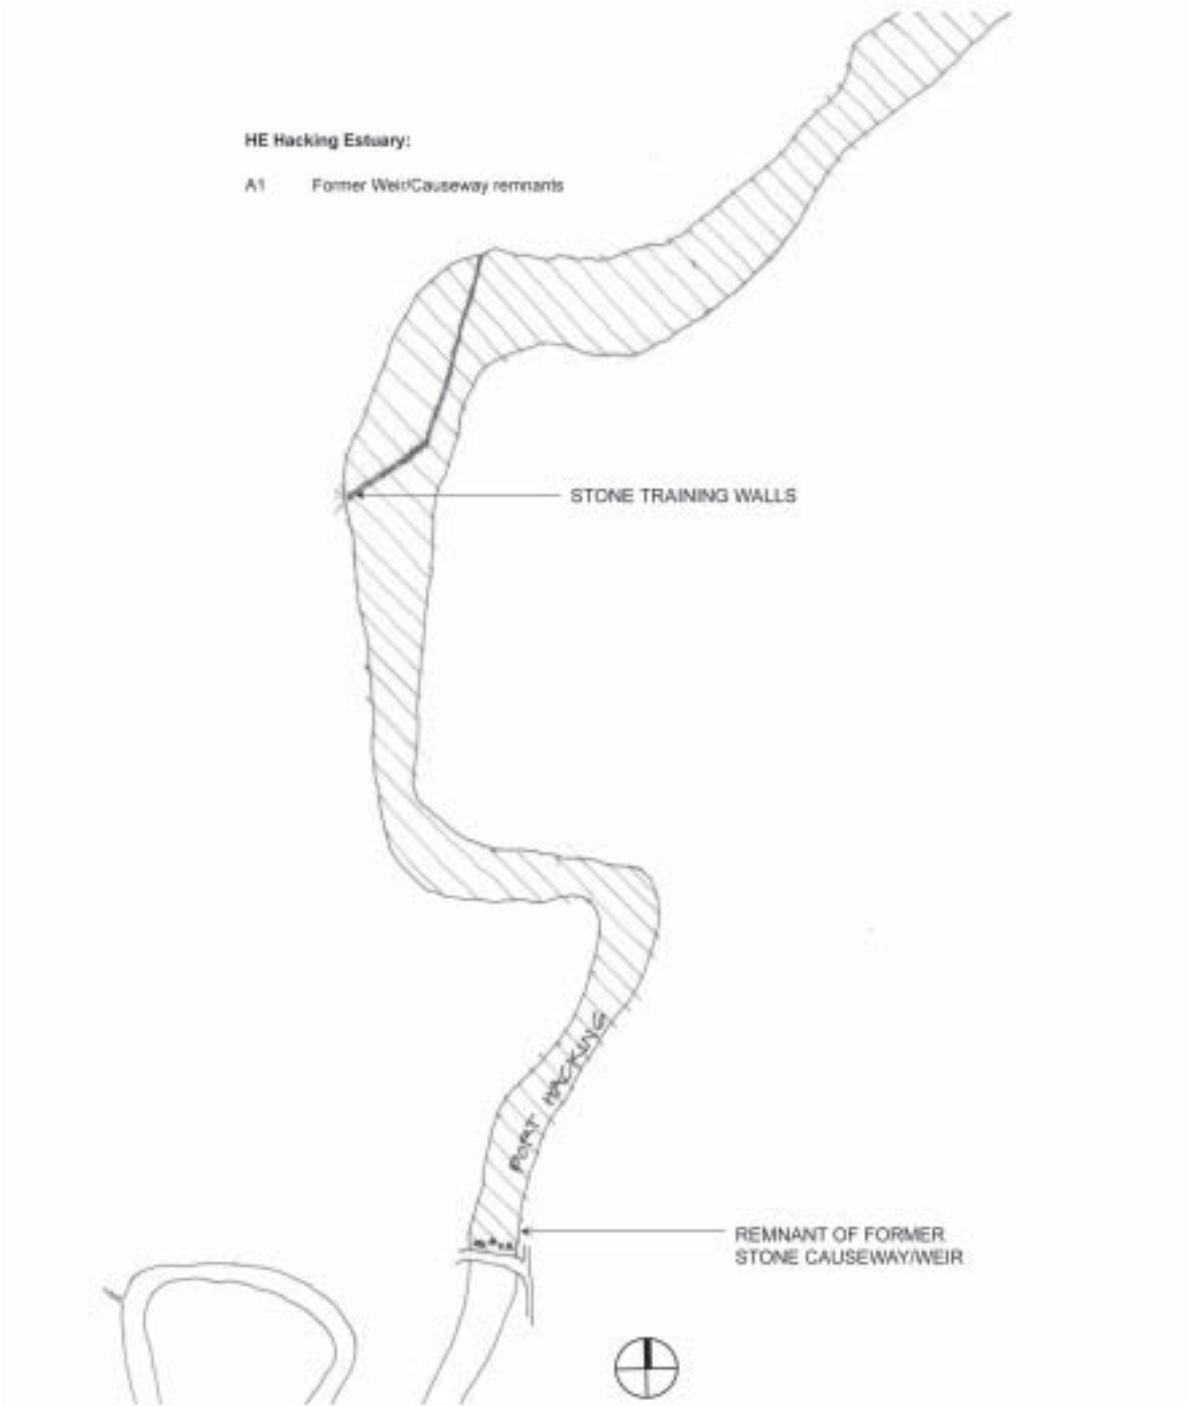 HE Hacking Estuary:
A1 Former Weir/Causeway remnants
STONE TRAINING WALLS
PORT HACKING
REMNANT OF FORMER
STONE CAUSEWAY/WEIR